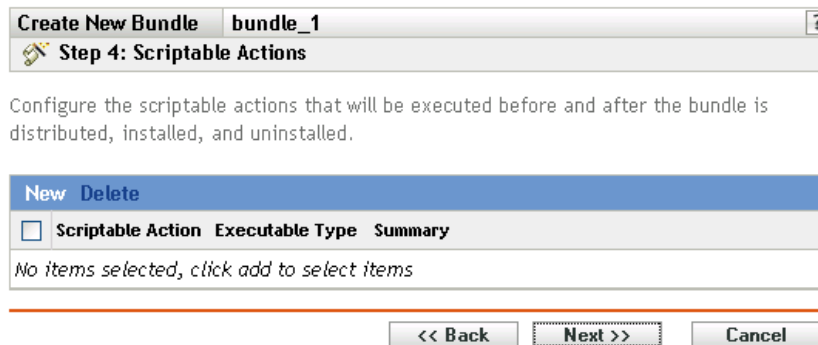 Create New Bundle bundle_1
Step 4: Scriptable Actions
Configure the scriptable actions that will be executed before and after the bundle is
distributed, installed, and uninstalled.
New Delete
Scriptable Action Executable Type Summary
No items selected, click add to select items
<< Back Next >> Cancel